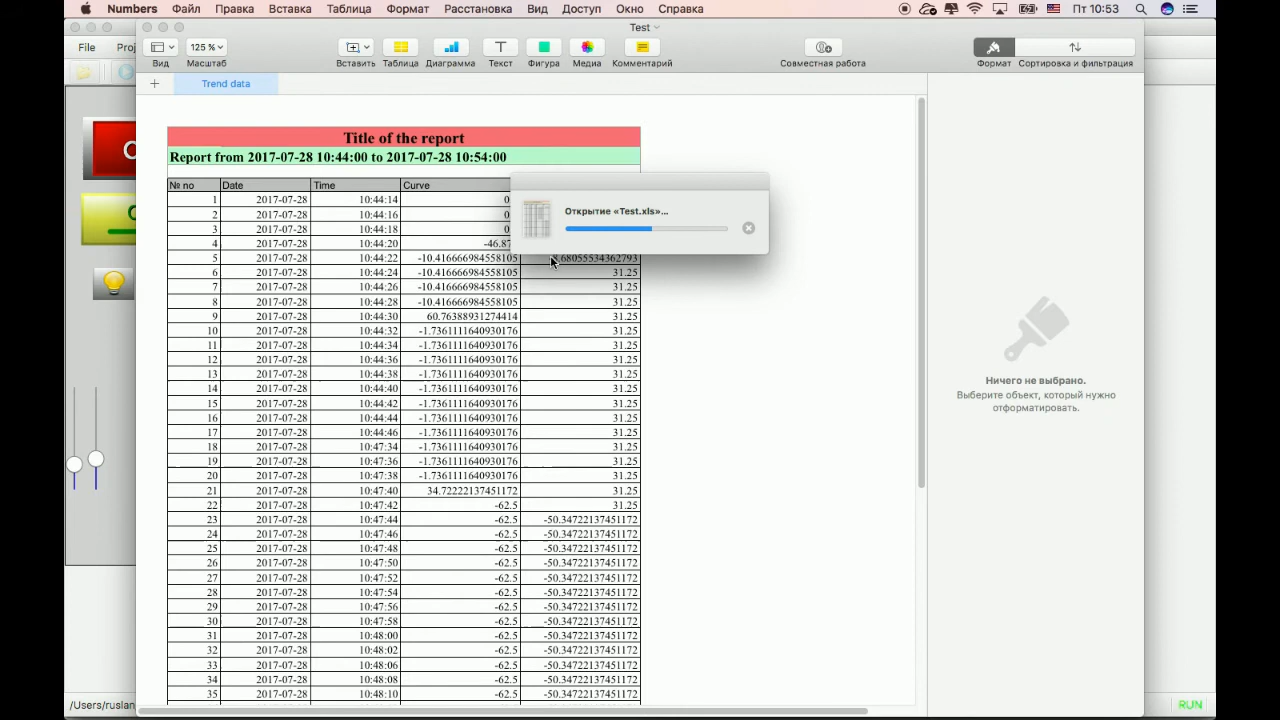 Numbers Файл Правка Вставка Таблица Формат Расстановка Вид Доступ Окно Справка Пт 10:53
Test
File
125 %
Вид Масштаб Вставить Таблица Диаграмма Текст Фигура Медиа Комментарий Совместная работа Формат Сортировка и фильтрация
Trend data
Title of the report
Report from 2017-07-28 10:44:00 to 2017-07-28 10:54:00
№ no Date Time Curve
1 2017-07-28 10:44:14 0
2 2017-07-28 10:44:16 0
3 2017-07-28 10:44:18 0
4 2017-07-28 10:44:20
5 2017-07-28 10:44:22 -10.416666984558105
6 2017-07-28 10:44:24 -10.416666984558105 31.25
7 2017-07-28 10:44:26 -10.416666984558105 31.25
8 2017-07-28 10:44:28 -10.416666984558105 31.25
9 2017-07-28 10:44:30 60.76388931274414 31.25
10 2017-07-28 10:44:32 -1.7361111640930176 31.25
11 2017-07-28 10:44:34 -1.7361111640930176 31.25
12 2017-07-28 10:44:36 -1.7361111640930176 31.25
13 2017-07-28 10:44:38 -1.7361111640930176 31.25
14 2017-07-28 10:44:40 -1.7361111640930176 31.25
15 2017-07-28 10:44:42 -1.7361111640930176 31.25
16 2017-07-28 10:44:44 -1.7361111640930176 31.25
17 2017-07-28 10:44:46 -1.7361111640930176 31.25
18 2017-07-28 10:47:34 -1.7361111640930176 31.25
19 2017-07-28 10:47:36 -1.7361111640930176 31.25
20 2017-07-28 10:47:38 -1.7361111640930176 31.25
21 2017-07-28 10:47:40 34.72222137451172 31.25
22 2017-07-28 10:47:42 -62.5 31.25
23 2017-07-28 10:47:44 -62.5 -50.34722137451172
24 2017-07-28 10:47:46 -62.5 -50.34722137451172
25 2017-07-28 10:47:48 -62.5 -50.34722137451172
26 2017-07-28 10:47:50 -62.5 -50.34722137451172
27 2017-07-28 10:47:52 -62.5 -50.34722137451172
28 2017-07-28 10:47:54 -62.5 -50.34722137451172
29 2017-07-28 10:47:56 -62.5 -50.34722137451172
30 2017-07-28 10:47:58 -62.5 -50.34722137451172
31 2017-07-28 10:48:00 -62.5 -50.34722137451172
32 2017-07-28 10:48:02 -62.5 -50.34722137451172
33 2017-07-28 10:48:06 -62.5 -50.34722137451172
34 2017-07-28 10:48:08 -62.5 -50.34722137451172
35 2017-07-28 10:48:10 -62.5 -50.34722137451172
Открытие «Test.xls»...
Ничего не выбрано.
Выберите объект, который нужно
отформатировать.
/Users/ruslan
RUN